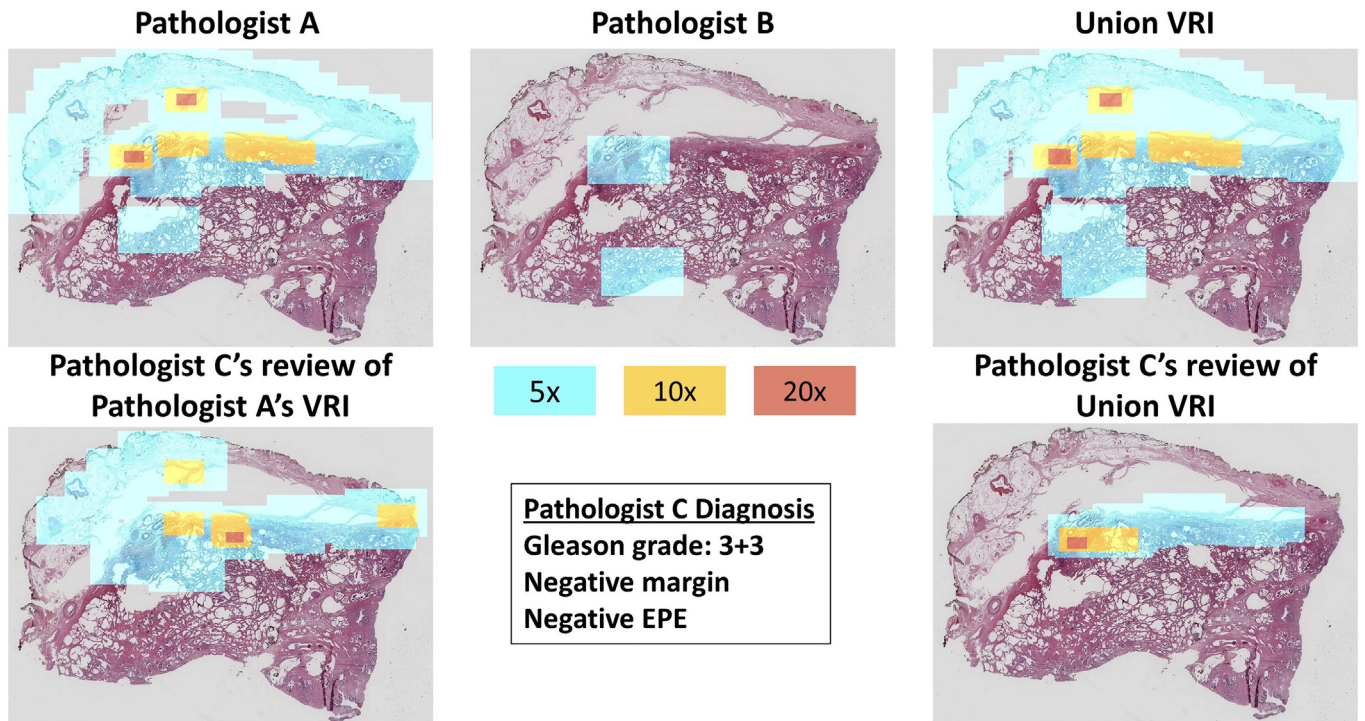 Pathologist A
Pathologist B
Union VRI
Pathologist C’s review of
Pathologist A’s VRI
5x
10x
20x
Pathologist C’s review of
Union VRI
Pathologist C Diagnosis
Gleason grade: 3+3
Negative margin
Negative EPE